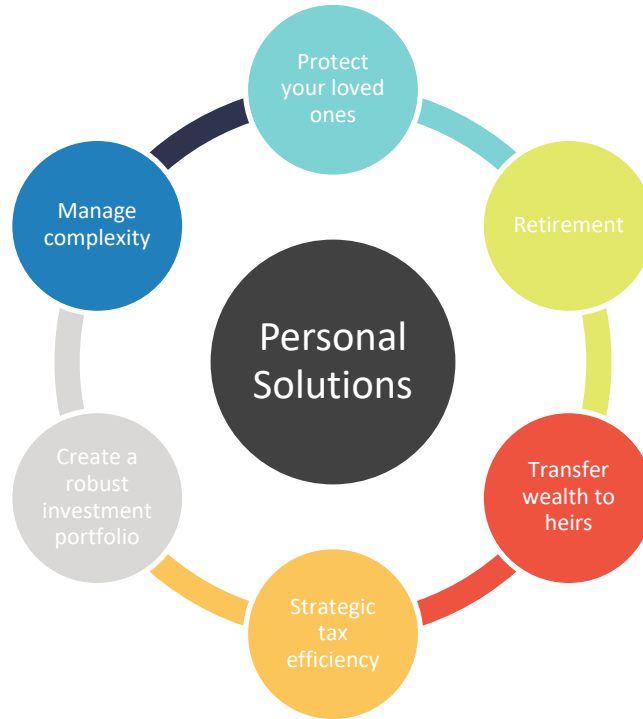 Protect
your loved
ones
Manage
complexity
Retirement
Personal
Solutions
Create a
robust
investment
portfolio
Transfer
wealth to
heirs
Strategic
tax
efficiency